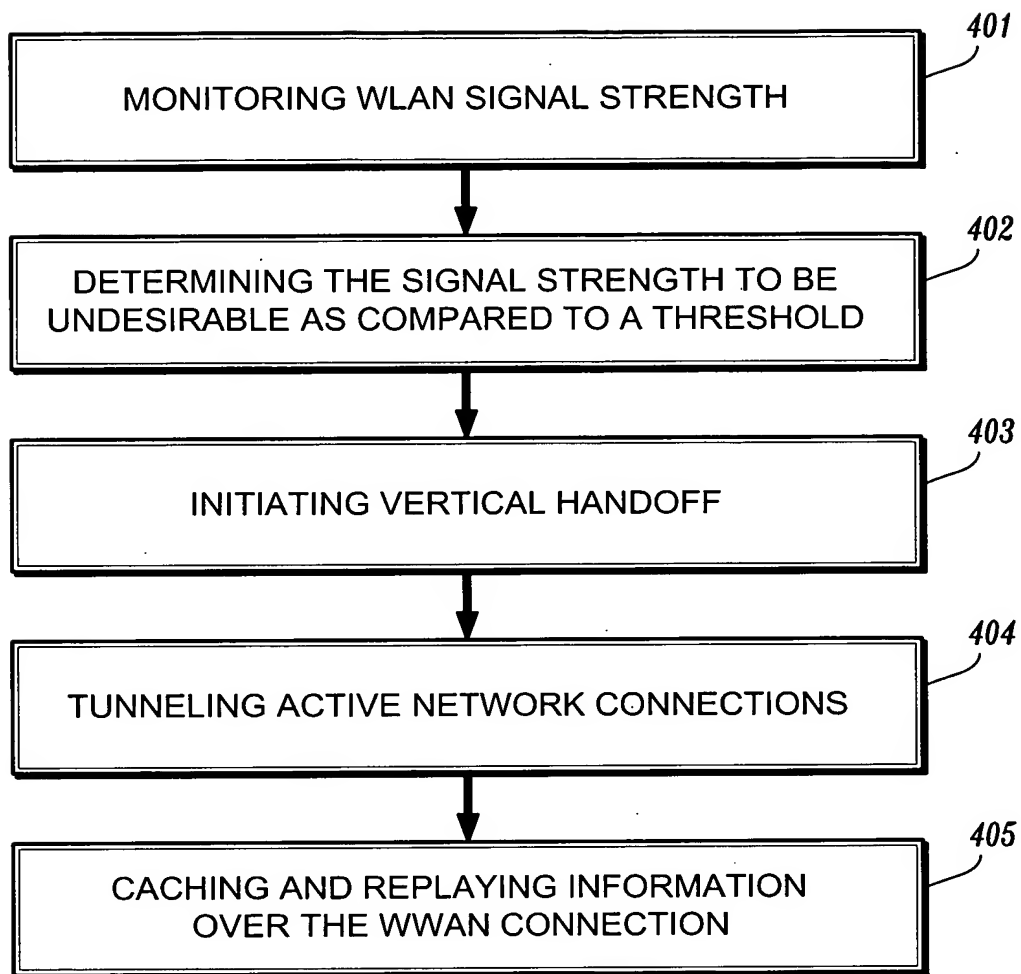 401
MONITORING WLAN SIGNAL STRENGTH
402
DETERMINING THE SIGNAL STRENGTH TO BE
UNDESIRABLE AS COMPARED TO A THRESHOLD
403
INITIATING VERTICAL HANDOFF
404
TUNNELING ACTIVE NETWORK CONNECTIONS
405
CACHING AND REPLAYING INFORMATION
OVER THE WWAN CONNECTION